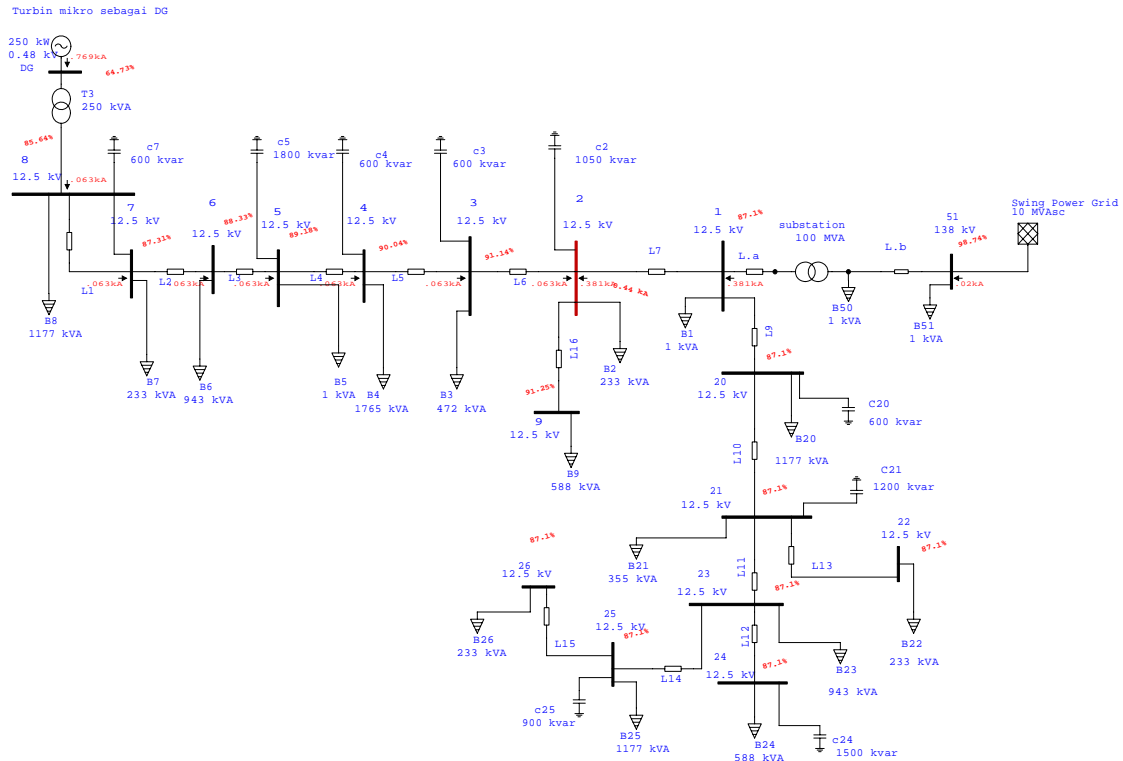 Turbin mikro sebagai DG
250 kW
0.48 kV
DG
.769kA
64.73%
T3
250 kVA
85.64%
8
12.5 kV
.063kA
c7
600 kvar
c5
1800 kvar
c4
600 kvar
c3
600 kvar
c2
1050 kvar
7
12.5 kV
87.31%
6
12.5 kV
88.33%
5
12.5 kV
89.18%
4
12.5 kV
90.04%
3
12.5 kV
91.14%
2
12.5 kV
1
12.5 kV
87.1%
substation
100 MVA
51
138 kV
98.74%
Swing Power Grid
10 MVAsc
L1
.063kA
L2
.063kA
L3
.063kA
L4
.063kA
L5
.063kA
L6
.063kA
.381kA
0.44 kA
L7
.381kA
L.a
L.b
.02kA
B8
1177 kVA
B7
233 kVA
B6
943 kVA
B5
1 kVA
B4
1765 kVA
B3
472 kVA
L16
B2
233 kVA
B1
1 kVA
B50
1 kVA
B51
1 kVA
91.25%
9
12.5 kV
B9
588 kVA
L9
87.1%
20
12.5 kV
C20
600 kvar
B20
1177 kVA
L10
87.1%
21
12.5 kV
C21
1200 kvar
B21
355 kVA
L11
L13
22
12.5 kV
87.1%
B22
233 kVA
87.1%
26
12.5 kV
B26
233 kVA
L15
25
12.5 kV
87.1%
23
12.5 kV
87.1%
L12
B23
943 kVA
L14
24
12.5 kV
87.1%
c25
900 kvar
B25
1177 kVA
B24
588 kVA
c24
1500 kvar